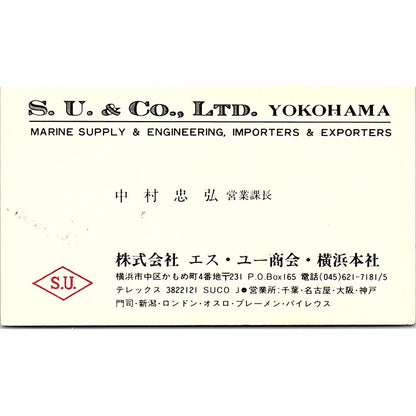 S. U. & Co., LTD. YOKOHAMA
MARINE SUPPLY & ENGINEERING, IMPORTERS & EXPORTERS
中村忠弘 営業課長
株式会社 エス・ユー商会・横浜本社
横浜市中区かもめ町4番地〒231 P.O.Box165 電話(045)621-7181/5
テレックス 3822121 SUCO J●営業所:千葉・名古屋・大阪・神戸
門司・新潟・ロンドン・オスロ・ブレーメン・パイレウス
S.U.